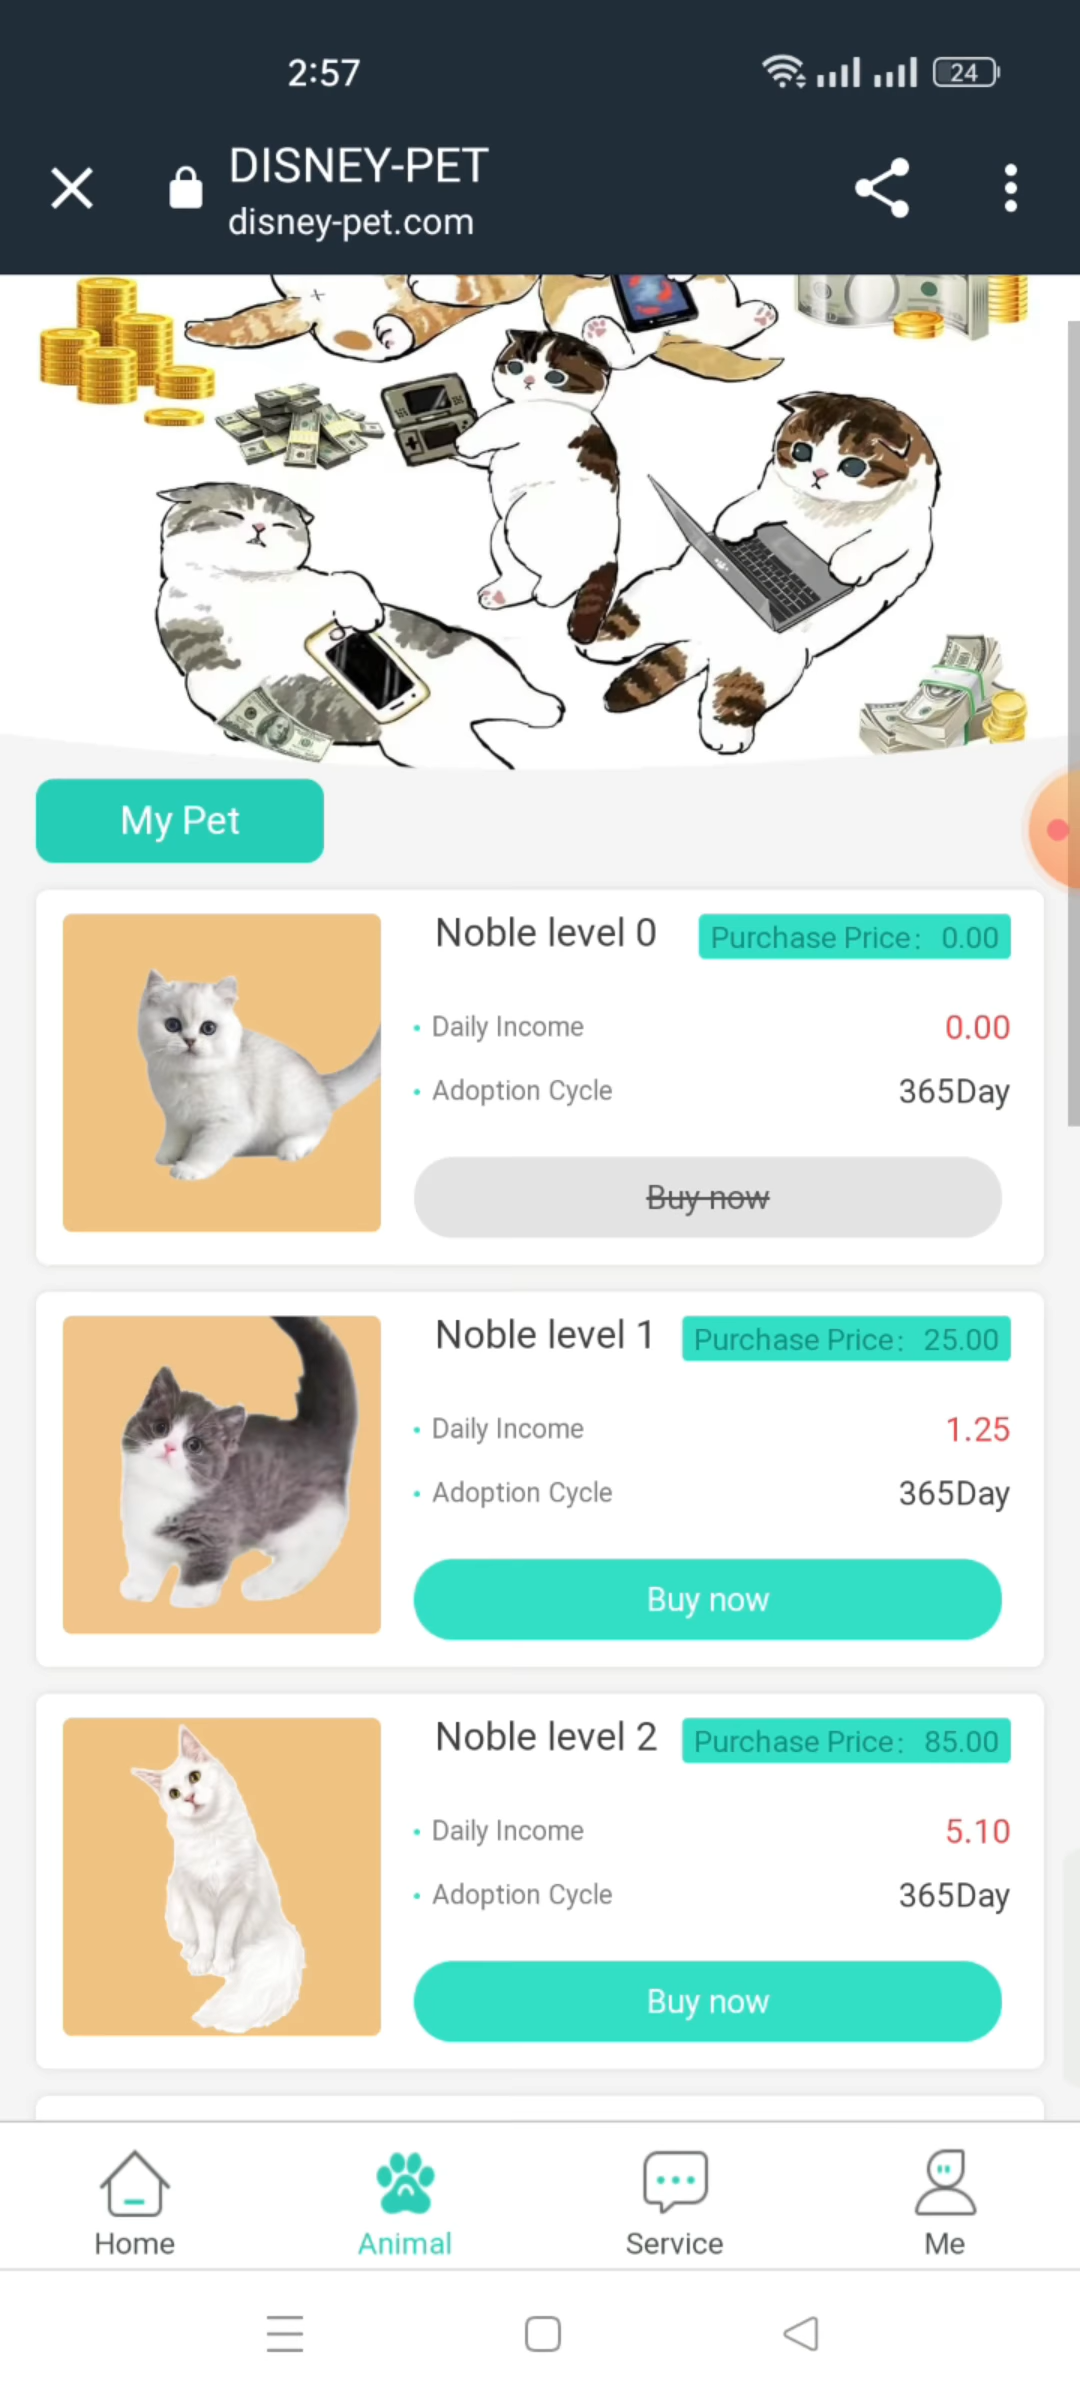 2:57
24
DISNEY-PET
disney-pet.com
My Pet
Noble level 0
Purchase Price: 0.00
Daily Income 0.00
Adoption Cycle 365Day
Buy now
Noble level 1
Purchase Price: 25.00
Daily Income 1.25
Adoption Cycle 365Day
Buy now
Noble level 2
Purchase Price: 85.00
Daily Income 5.10
Adoption Cycle 365Day
Buy now
Home Animal Service Me